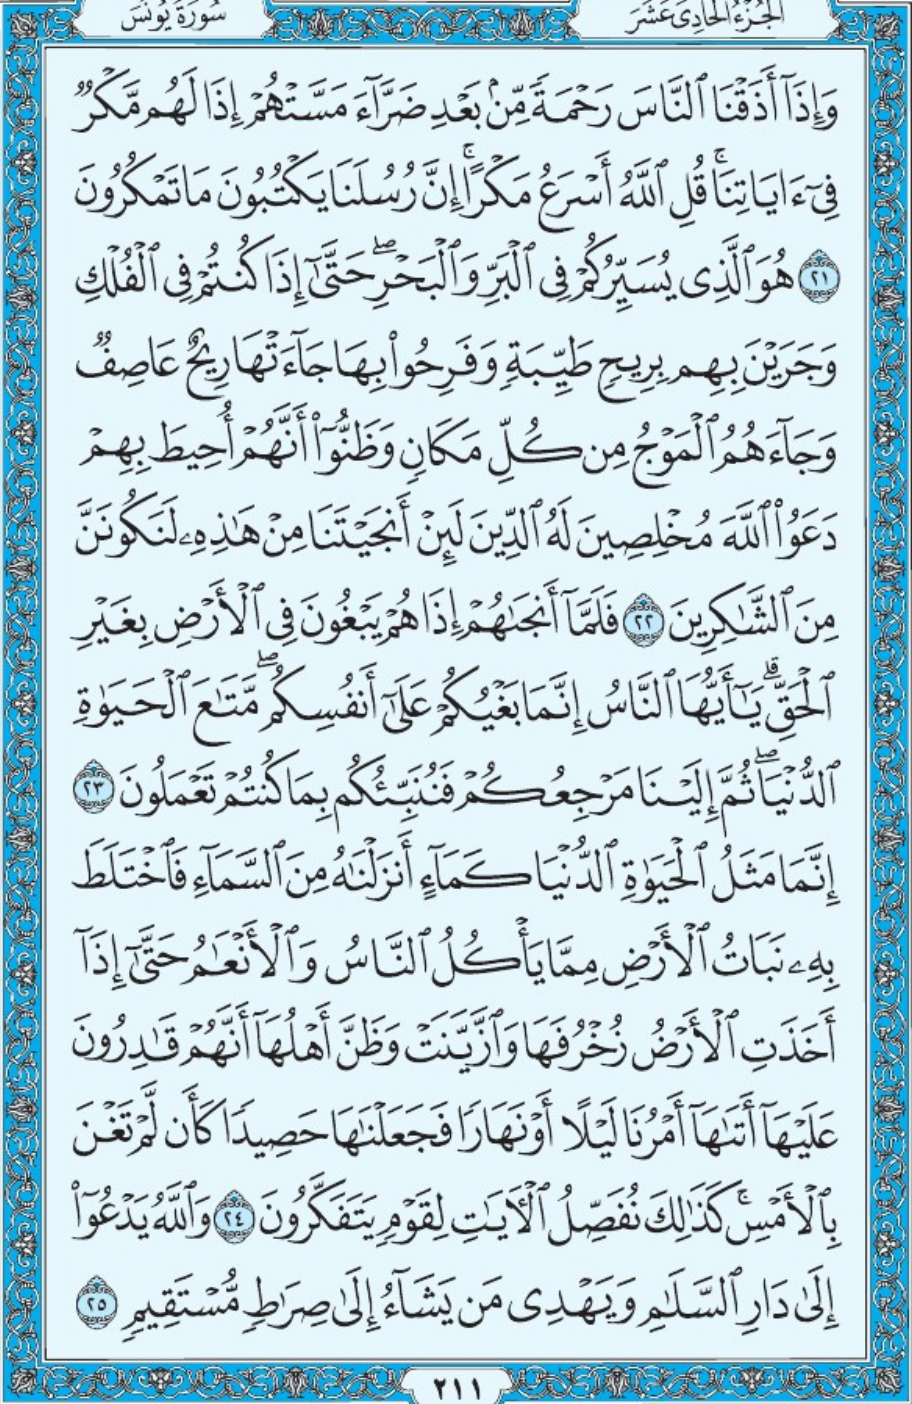 الجُزْءُ الحَادِي عَشَرَ
سُورَةُ يُونُسَ
وَإِذَآ أَذَقْنَا ٱلنَّاسَ رَحْمَةً مِّنۢ بَعْدِ ضَرَّآءَ مَسَّتْهُمْ إِذَا لَهُم مَّكْرٌ
فِىٓ ءَايَاتِنَاۚ قُلِ ٱللَّهُ أَسْرَعُ مَكْرًاۚ إِنَّ رُسُلَنَا يَكْتُبُونَ مَا تَمْكُرُونَ
٢١ هُوَ ٱلَّذِى يُسَيِّرُكُمْ فِى ٱلْبَرِّ وَٱلْبَحْرِۖ حَتَّىٰٓ إِذَا كُنتُمْ فِى ٱلْفُلْكِ
وَجَرَيْنَ بِهِم بِرِيحٍ طَيِّبَةٍ وَفَرِحُوا۟ بِهَا جَآءَتْهَا رِيحٌ عَاصِفٌ
وَجَآءَهُمُ ٱلْمَوْجُ مِن كُلِّ مَكَانٍ وَظَنُّوٓا۟ أَنَّهُمْ أُحِيطَ بِهِمْ
دَعَوُا۟ ٱللَّهَ مُخْلِصِينَ لَهُ ٱلدِّينَ لَئِنْ أَنجَيْتَنَا مِنْ هَٰذِهِۦ لَنَكُونَنَّ
مِنَ ٱلشَّٰكِرِينَ ٢٢ فَلَمَّآ أَنجَىٰهُمْ إِذَا هُمْ يَبْغُونَ فِى ٱلْأَرْضِ بِغَيْرِ
ٱلْحَقِّۗ يَٰٓأَيُّهَا ٱلنَّاسُ إِنَّمَا بَغْيُكُمْ عَلَىٰٓ أَنفُسِكُمۖ مَّتَٰعَ ٱلْحَيَوٰةِ
ٱلدُّنْيَاۖ ثُمَّ إِلَيْنَا مَرْجِعُكُمْ فَنُنَبِّئُكُم بِمَا كُنتُمْ تَعْمَلُونَ ٢٣
إِنَّمَا مَثَلُ ٱلْحَيَوٰةِ ٱلدُّنْيَا كَمَآءٍ أَنزَلْنَٰهُ مِنَ ٱلسَّمَآءِ فَٱخْتَلَطَ
بِهِۦ نَبَاتُ ٱلْأَرْضِ مِمَّا يَأْكُلُ ٱلنَّاسُ وَٱلْأَنْعَٰمُ حَتَّىٰٓ إِذَآ
أَخَذَتِ ٱلْأَرْضُ زُخْرُفَهَا وَٱزَّيَّنَتْ وَظَنَّ أَهْلُهَآ أَنَّهُمْ قَٰدِرُونَ
عَلَيْهَآ أَتَىٰهَآ أَمْرُنَا لَيْلًا أَوْ نَهَارًا فَجَعَلْنَٰهَا حَصِيدًا كَأَن لَّمْ تَغْنَ
بِٱلْأَمْسِۚ كَذَٰلِكَ نُفَصِّلُ ٱلْءَايَٰتِ لِقَوْمٍ يَتَفَكَّرُونَ ٢٤ وَٱللَّهُ يَدْعُوٓا۟
إِلَىٰ دَارِ ٱلسَّلَٰمِ وَيَهْدِى مَن يَشَآءُ إِلَىٰ صِرَٰطٍ مُّسْتَقِيمٍ ٢٥
٢١١